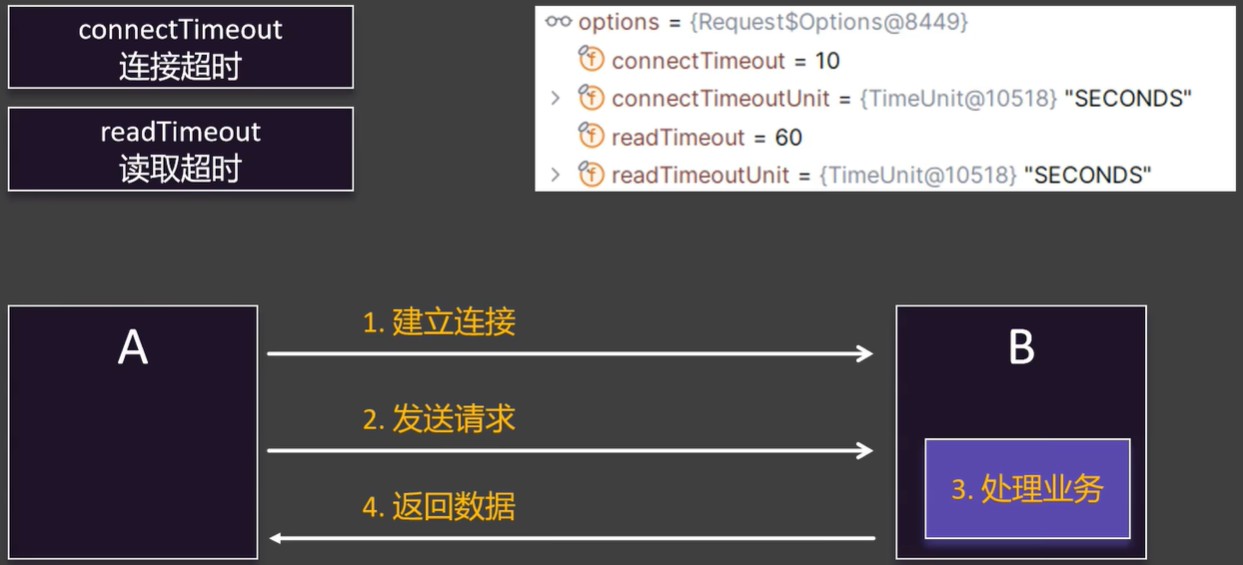 connectTimeout
连接超时
readTimeout
读取超时
options = {Request$Options@8449}
connectTimeout = 10
connectTimeoutUnit = {TimeUnit@10518} "SECONDS"
readTimeout = 60
readTimeoutUnit = {TimeUnit@10518} "SECONDS"
A
1. 建立连接
2. 发送请求
4. 返回数据
B
3. 处理业务